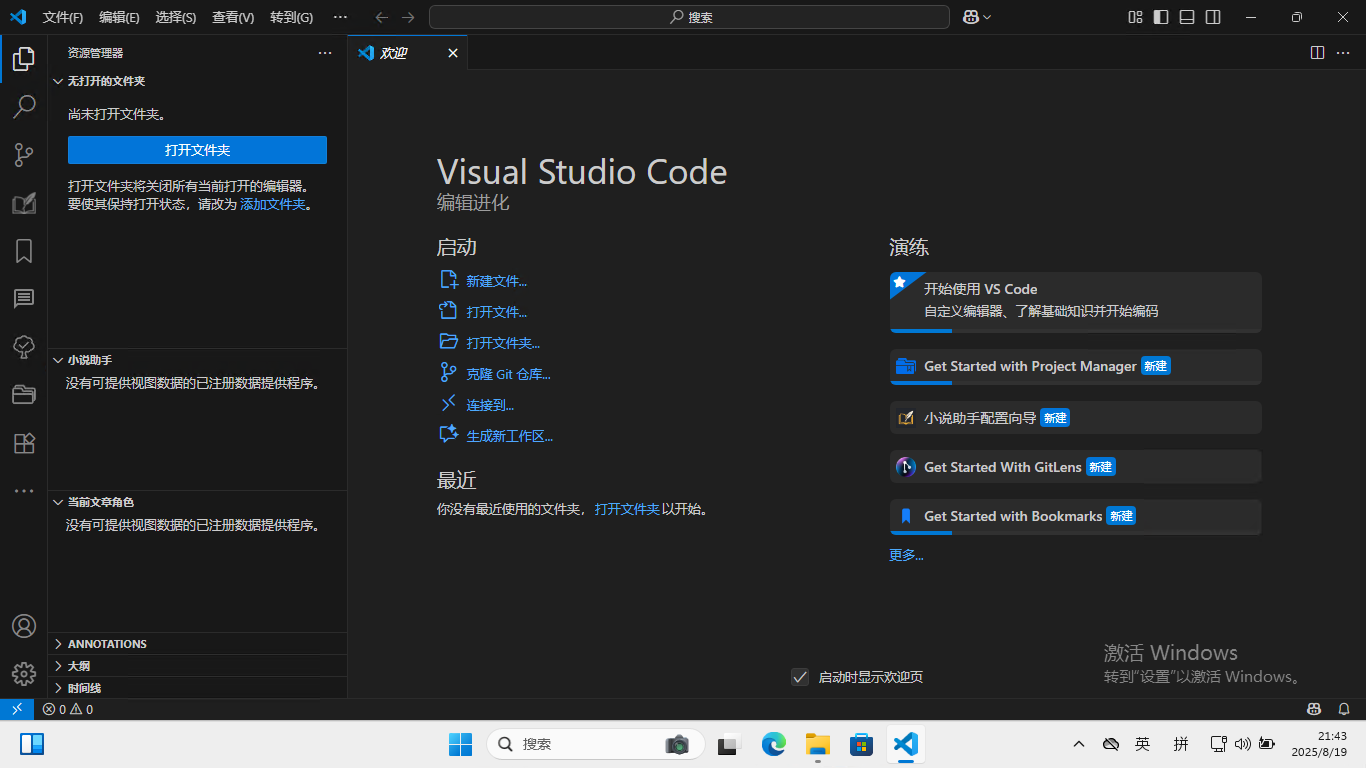 文件(F) 编辑(E) 选择(S) 查看(V) 转到(G) ··· 搜索
资源管理器 ···
欢迎
无打开的文件夹
尚未打开文件夹。
打开文件夹
打开文件夹将关闭所有当前打开的编辑器。
要使其保持打开状态，请改为 添加文件夹。
小说助手
没有可提供视图数据的已注册数据提供程序。
当前文章角色
没有可提供视图数据的已注册数据提供程序。
ANNOTATIONS
大纲
时间线
Visual Studio Code
编辑进化
启动
新建文件...
打开文件...
打开文件夹...
克隆 Git 仓库...
连接到...
生成新工作区...
最近
你没有最近使用的文件夹，打开文件夹以开始。
演练
开始使用 VS Code
自定义编辑器、了解基础知识并开始编码
Get Started with Project Manager 新建
小说助手配置向导 新建
Get Started With GitLens 新建
Get Started with Bookmarks 新建
更多...
启动时显示欢迎页
激活 Windows
转到"设置"以激活 Windows。
0 0
搜索
英 拼
21:43
2025/8/19